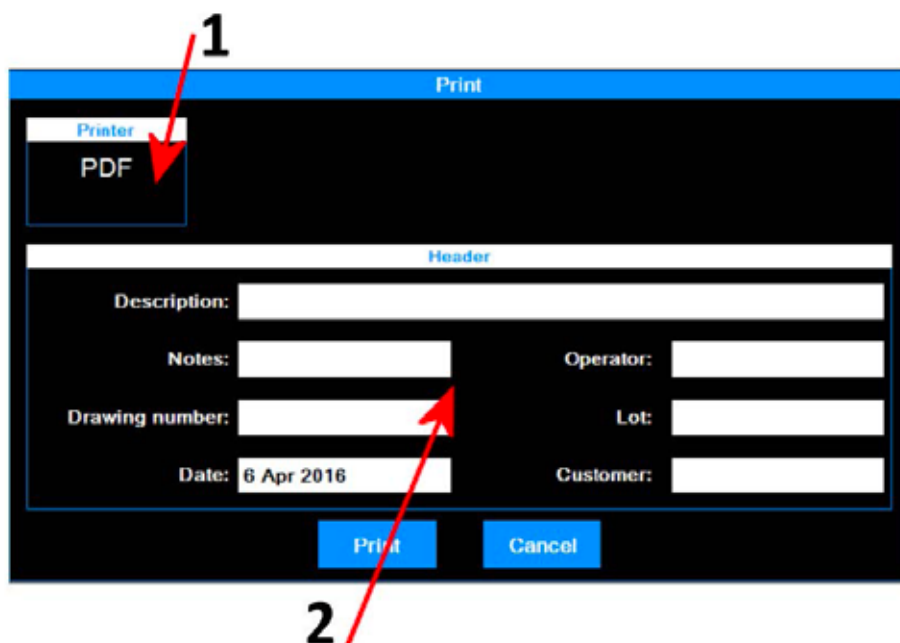 1
Print
Printer
PDF
Header
Description:
Notes:
Operator:
Drawing number:
Lot:
Date: 6 Apr 2016
Customer:
Print
Cancel
2